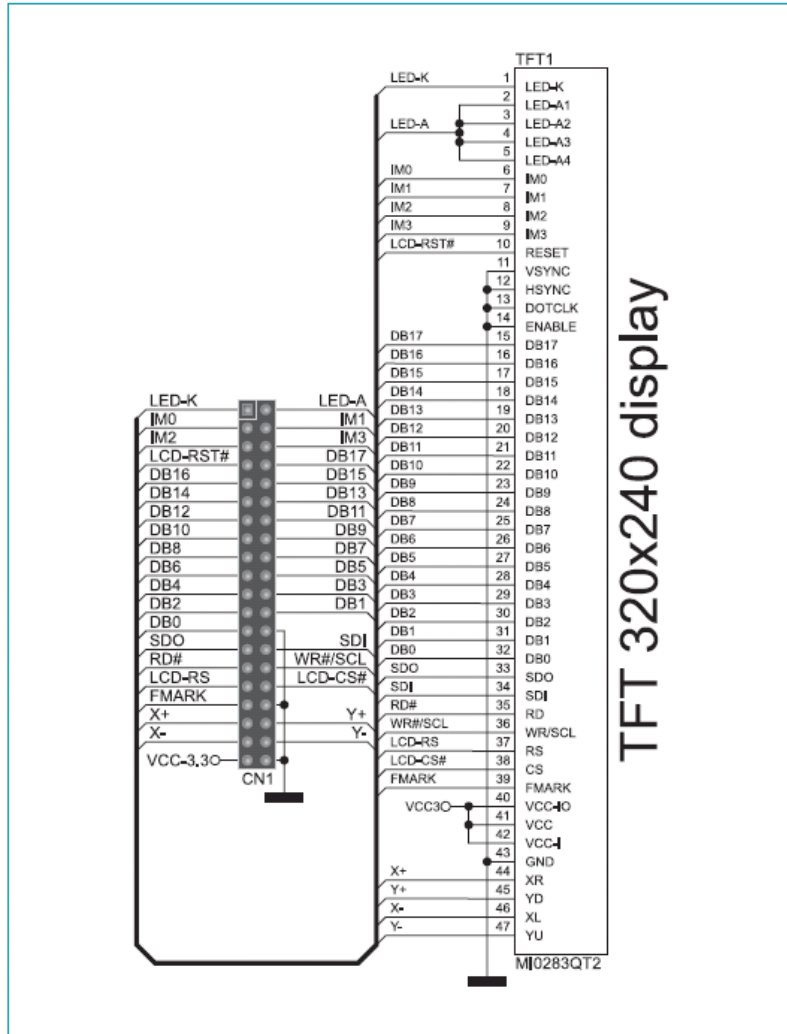 TFT1
LED-K 1 LED-K
2 LED-A1
3 LED-A2
LED-A 4 LED-A3
5 LED-A4
IM0 6 IM0
IM1 7 IM1
IM2 8 IM2
IM3 9 IM3
LCD-RST# 10 RESET
11 VSYNC
12 HSYNC
13 DOTCLK
14 ENABLE
DB17 15 DB17
DB16 16 DB16
DB15 17 DB15
DB14 18 DB14
DB13 19 DB13
DB12 20 DB12
DB11 21 DB11
DB10 22 DB10
DB9 23 DB9
DB8 24 DB8
DB7 25 DB7
DB6 26 DB6
DB5 27 DB5
DB4 28 DB4
DB3 29 DB3
DB2 30 DB2
DB1 31 DB1
DB0 32 DB0
SDO 33 SDO
SDI 34 SDI
RD# 35 RD
WR#/SCL 36 WR/SCL
LCD-RS 37 RS
LCD-CS# 38 CS
FMARK 39 FMARK
VCC3 40 VCC-IO
41 VCC
42 VCC-I
43 GND
X+ 44 XR
Y+ 45 YD
X- 46 XL
Y- 47 YU
MI0283QT2
TFT 320x240 display
LED-K LED-A
IM0 IM1
IM2 IM3
LCD-RST# DB17
DB16 DB15
DB14 DB13
DB12 DB11
DB10 DB9
DB8 DB7
DB6 DB5
DB4 DB3
DB2 DB1
DB0
SDO SDI
RD# WR#/SCL
LCD-RS LCD-CS#
FMARK
X+ Y+
X- Y-
VCC-3.3
CN1